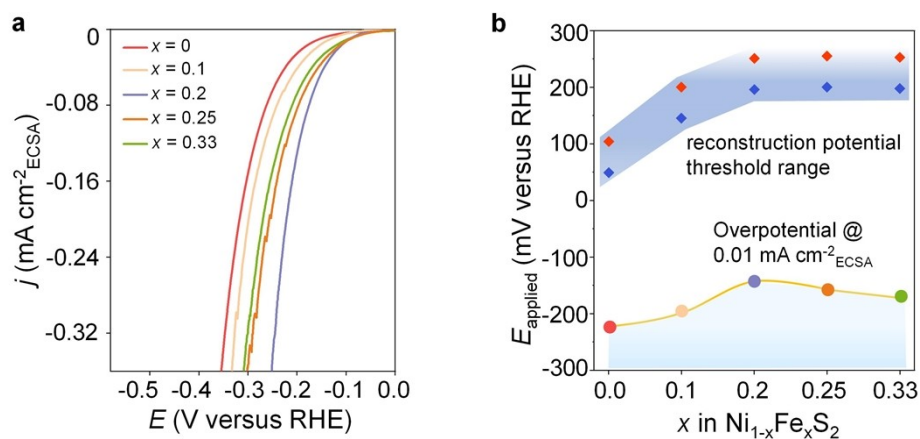 a
0
-0.08
-0.16
-0.24
-0.32
j (mA cm⁻²ECSA)
x = 0
x = 0.1
x = 0.2
x = 0.25
x = 0.33
-0.5 -0.4 -0.3 -0.2 -0.1 0.0
E (V versus RHE)
b
300
200
100
0
-100
-200
-300
Eapplied (mV versus RHE)
reconstruction potential
threshold range
Overpotential @
0.01 mA cm⁻²ECSA
0.0 0.1 0.2 0.25 0.33
x in Ni1-xFexS2